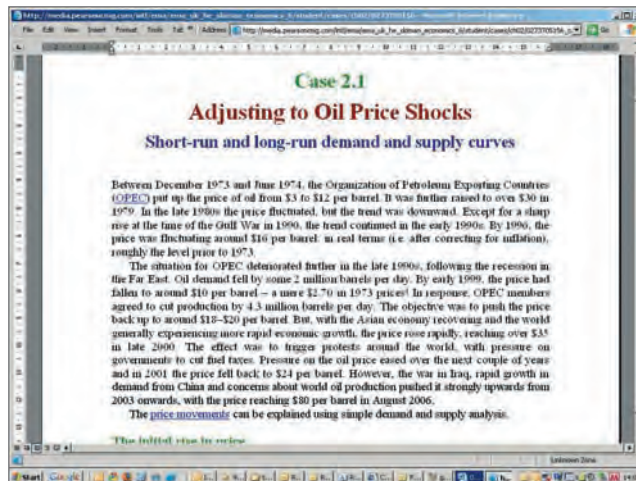 File Edit View Insert Format Tools
Address
Go
Case 2.1
Adjusting to Oil Price Shocks
Short-run and long-run demand and supply curves
Between December 1973 and June 1974, the Organization of Petroleum Exporting Countries
(OPEC) put up the price of oil from $3 to $12 per barrel. It was further raised to over $30 in
1979. In the late 1980s the price fluctuated, but the trend was downward. Except for a sharp
rise at the time of the Gulf War in 1990, the trend continued in the early 1990s. By 1996, the
price was fluctuating around $16 per barrel: in real terms (i.e. after correcting for inflation),
roughly the level prior to 1973.
The situation for OPEC deteriorated further in the late 1990s, following the recession in
the Far East. Oil demand fell by some 2 million barrels per day. By early 1999, the price had
fallen to around $10 per barrel – a mere $2.70 in 1973 prices! In response, OPEC members
agreed to cut production by 4.3 million barrels per day. The objective was to push the price
back up to around $18–$20 per barrel. But, with the Asian economy recovering and the world
generally experiencing more rapid economic growth, the price rose rapidly, reaching over $35
in late 2000. The effect was to trigger protests around the world, with pressure on
governments to cut fuel taxes. Pressure on the oil price eased over the next couple of years
and in 2001 the price fell back to $24 per barrel. However, the war in Iraq, rapid growth in
demand from China and concerns about world oil production pushed it strongly upwards from
2003 onwards, with the price reaching $80 per barrel in August 2006.
The price movements can be explained using simple demand and supply analysis.
The initial rise in price
Unknown Zone
Start Google